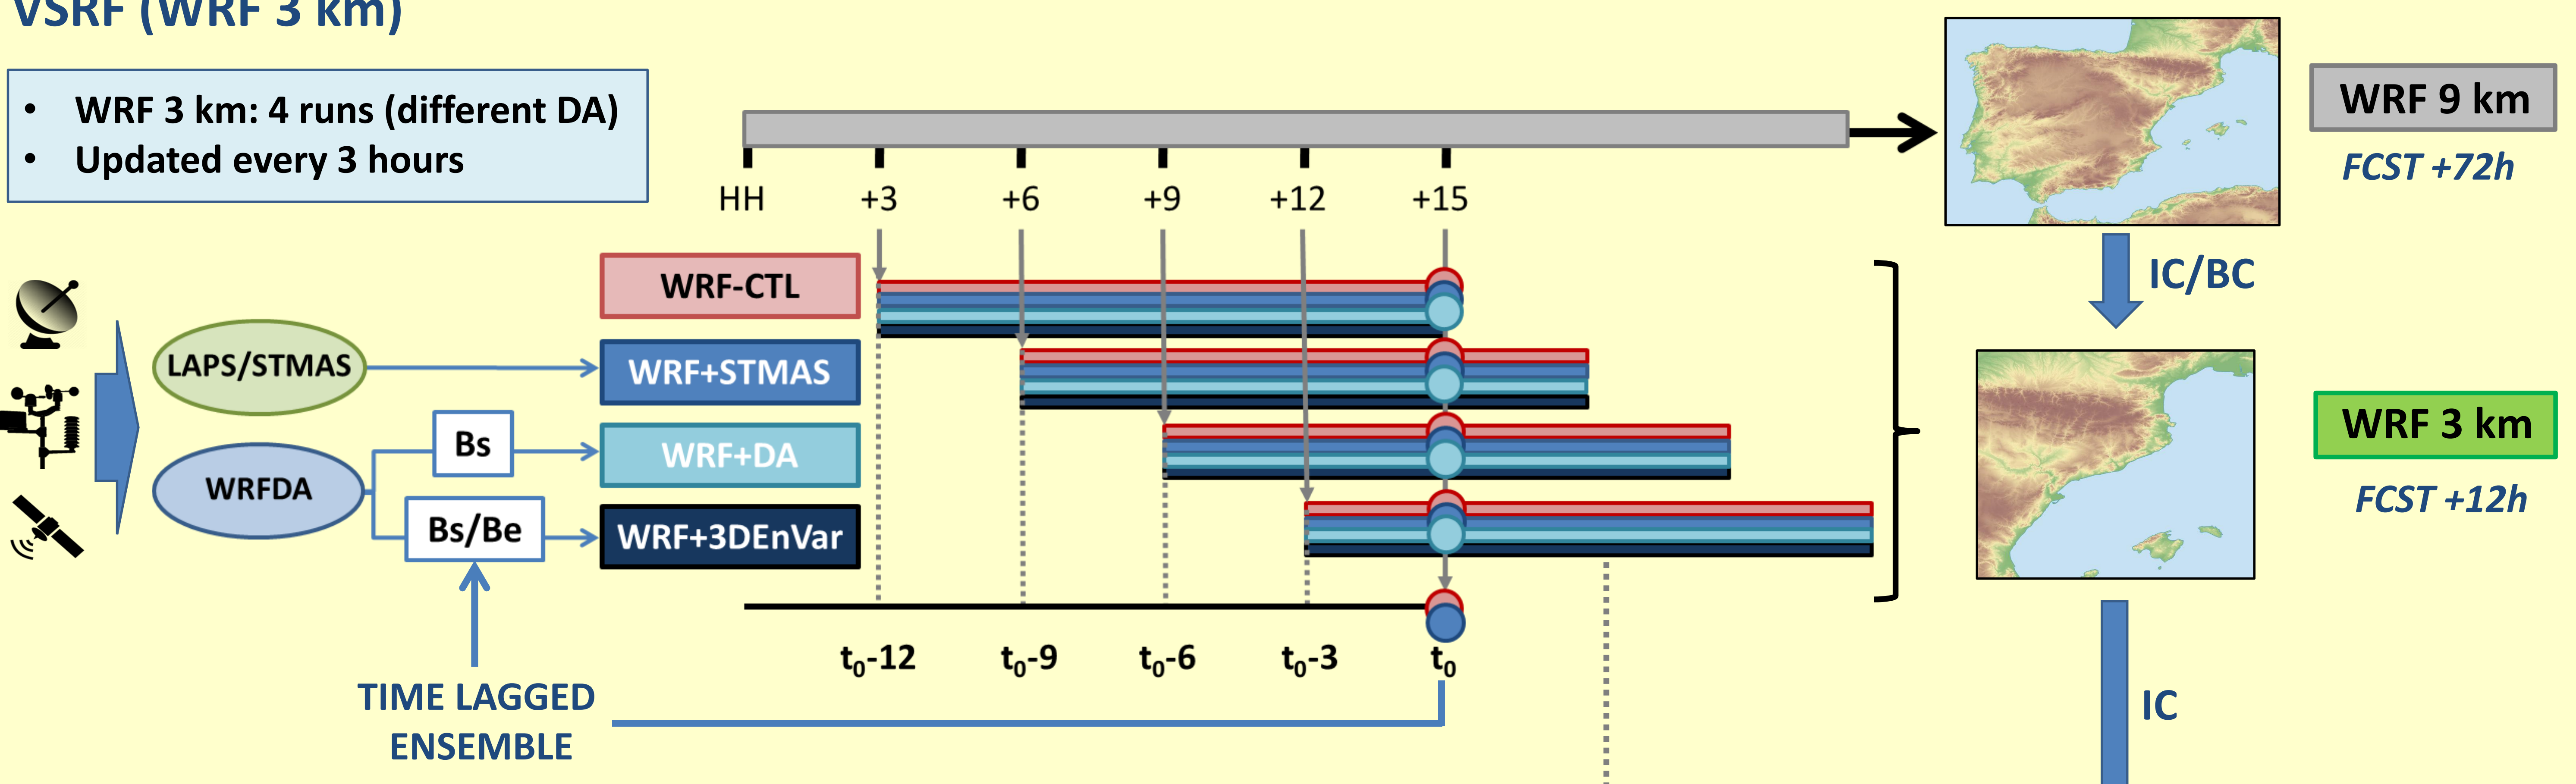 VSRF (WRF 3 km)
• WRF 3 km: 4 runs (different DA)
• Updated every 3 hours
HH +3 +6 +9 +12 +15
WRF 9 km
FCST +72h
IC/BC
WRF-CTL
LAPS/STMAS
WRF+STMAS
Bs
WRF+DA
WRFDA
Bs/Be
WRF+3DEnVar
WRF 3 km
FCST +12h
t₀-12 t₀-9 t₀-6 t₀-3 t₀
TIME LAGGED
ENSEMBLE
IC